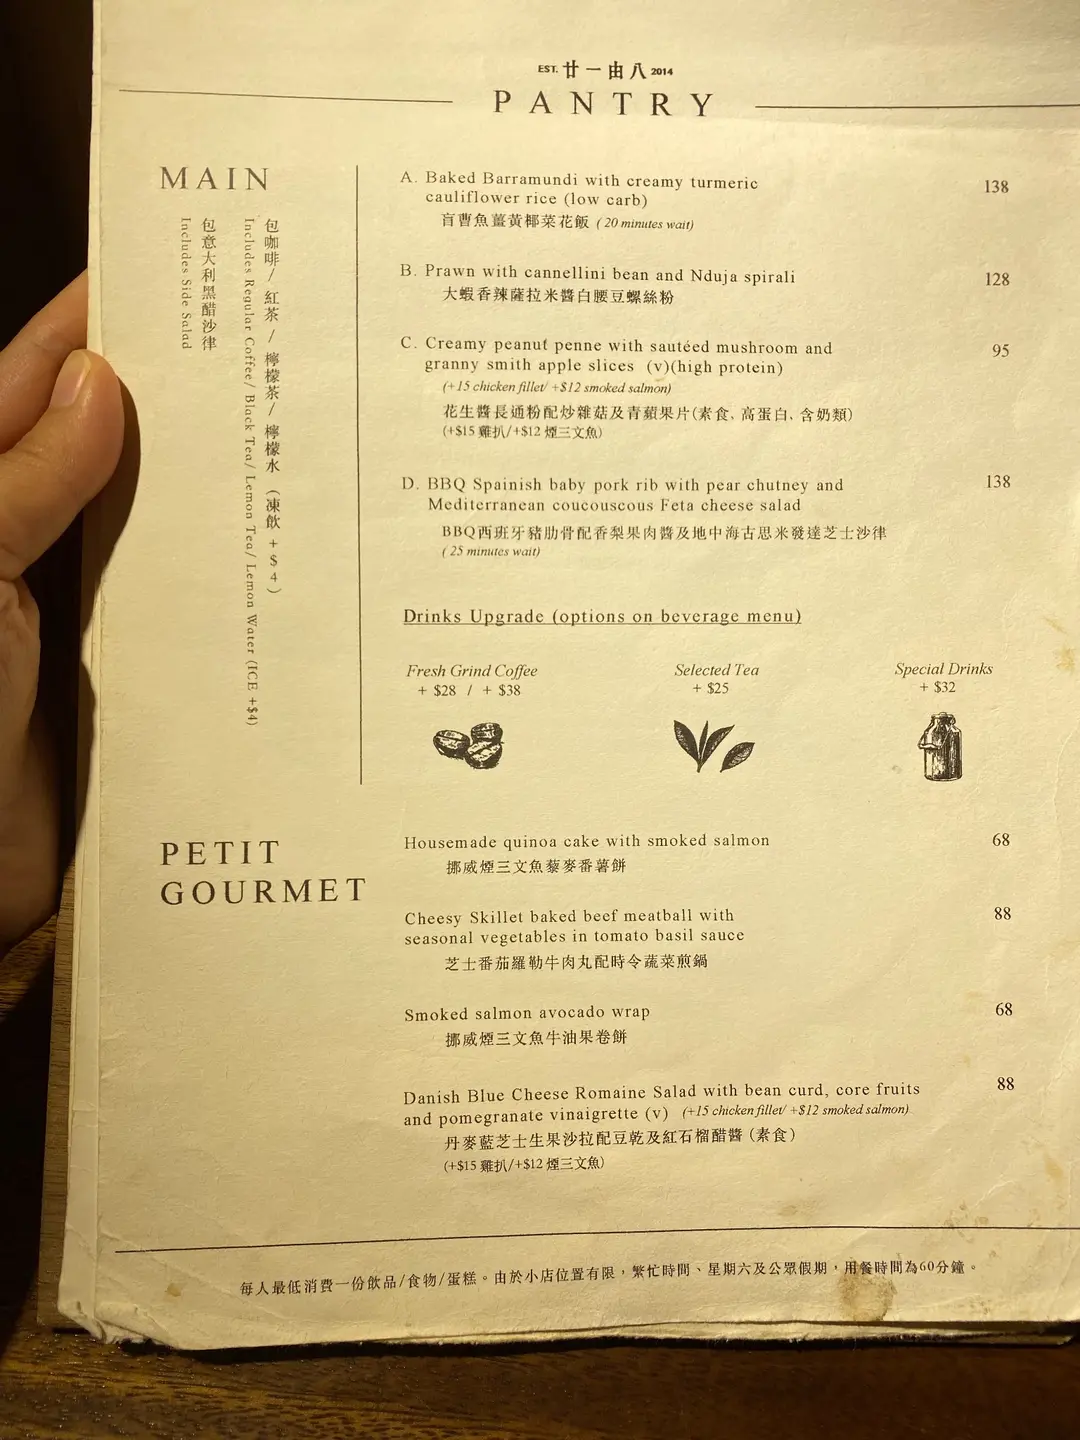 EST. 廿一由八 2014
PANTRY
MAIN
包意大利黑醋沙律
Includes Side Salad
包咖啡/ 紅茶 / 檸檬茶/ 檸檬水 (凍飲 +$4)
Includes Regular Coffee/ Black Tea/ Lemon Tea/ Lemon Water (ICE +$4)
A. Baked Barramundi with creamy turmeric 138
cauliflower rice (low carb)
盲曹魚薑黃椰菜花飯 ( 20 minutes wait)
B. Prawn with cannellini bean and Nduja spirali 128
大蝦香辣薩拉米醬白腰豆螺絲粉
C. Creamy peanut penne with sautéed mushroom and 95
granny smith apple slices (v)(high protein)
(+15 chicken fillet/ +$12 smoked salmon)
花生醬長通粉配炒雜菇及青蘋果片(素食, 高蛋白, 含奶類)
(+$15 雞扒/+$12 煙三文魚)
D. BBQ Spainish baby pork rib with pear chutney and 138
Mediterranean coucouscous Feta cheese salad
BBQ西班牙豬肋骨配香梨果肉醬及地中海古思米發達芝士沙律
( 25 minutes wait)
Drinks Upgrade (options on beverage menu)
Fresh Grind Coffee
+ $28 / + $38
Selected Tea
+ $25
Special Drinks
+ $32
PETIT
GOURMET
Housemade quinoa cake with smoked salmon 68
挪威煙三文魚藜麥番薯餅
Cheesy Skillet baked beef meatball with 88
seasonal vegetables in tomato basil sauce
芝士番茄羅勒牛肉丸配時令蔬菜煎鍋
Smoked salmon avocado wrap 68
挪威煙三文魚牛油果卷餅
Danish Blue Cheese Romaine Salad with bean curd, core fruits 88
and pomegranate vinaigrette (v) (+15 chicken fillet/ +$12 smoked salmon)
丹麥藍芝士生果沙拉配豆乾及紅石榴醋醬 (素食)
(+$15 雞扒/+$12 煙三文魚)
每人最低消費一份飲品/食物/蛋糕。由於小店位置有限，繁忙時間、星期六及公眾假期，用餐時間為60分鐘。